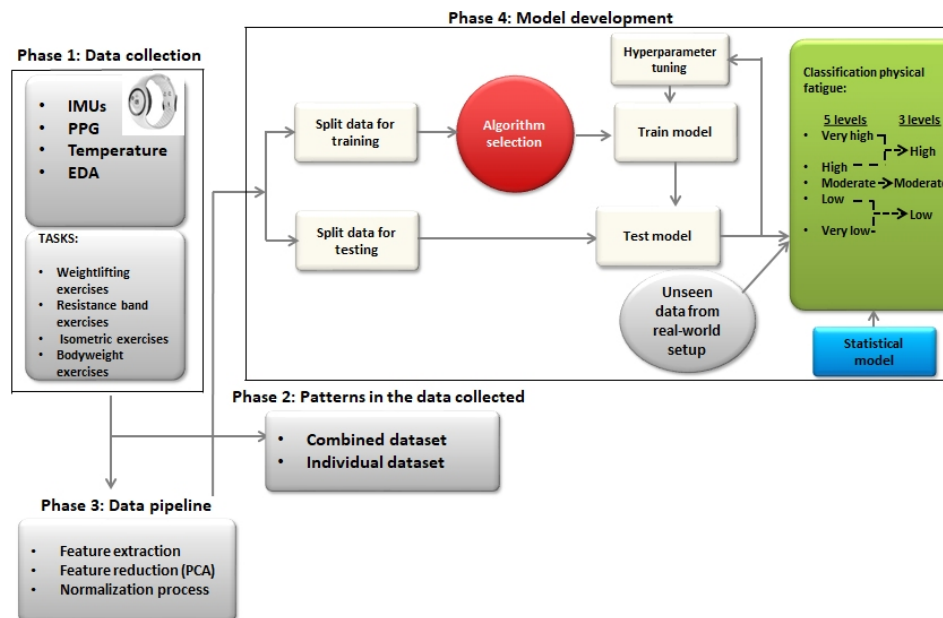 Phase 1: Data collection
• IMUs
• PPG
• Temperature
• EDA
TASKS:
• Weightlifting
exercises
• Resistance band
exercises
• Isometric exercises
• Bodyweight
exercises
Phase 4: Model development
Split data for
training
Algorithm
selection
Hyperparameter
tuning
Train model
Split data for
testing
Test model
Unseen
data from
real-world
setup
Classification physical
fatigue:
5 levels 3 levels
• Very high
High
• High
• Moderate Moderate
• Low
Low
• Very low
Statistical
model
Phase 2: Patterns in the data collected
• Combined dataset
• Individual dataset
Phase 3: Data pipeline
• Feature extraction
• Feature reduction (PCA)
• Normalization process